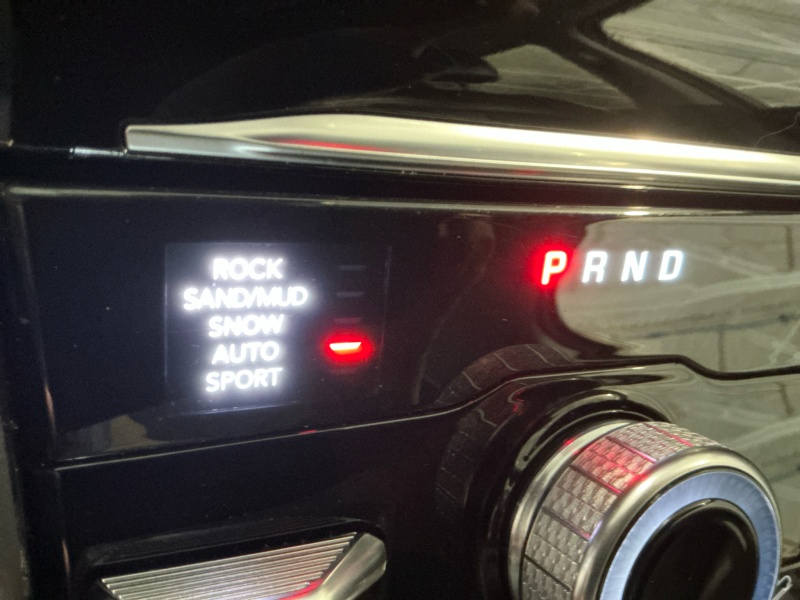 ROCK
SAND/MUD
SNOW
AUTO
SPORT
P R N D